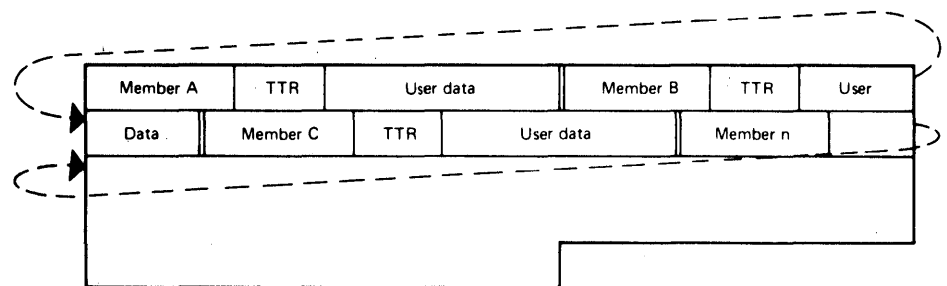 Member A TTR User data Member B TTR User
Data Member C TTR User data Member n